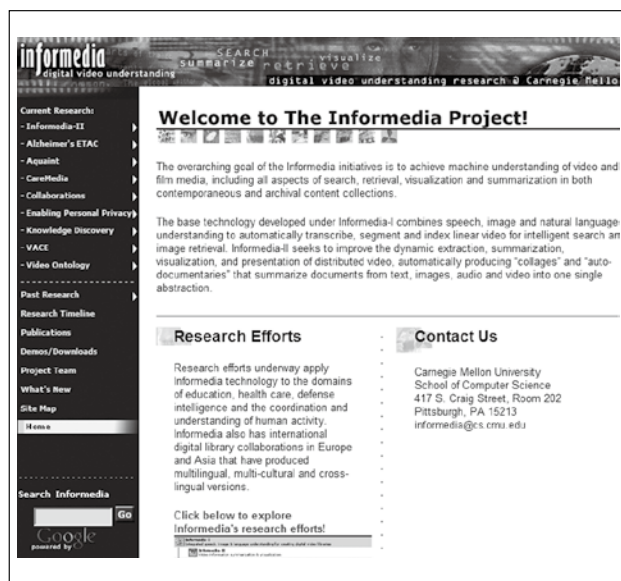 informedia
digital video understanding
SEARCH
summarize retrieve visualize
digital video understanding research @ Carnegie Mello
Current Research:
- Informedia-II
- Alzheimer's ETAC
- Aquaint
- CareMedia
- Collaborations
- Enabling Personal Privacy
- Knowledge Discovery
- VACE
- Video Ontology
Past Research
Research Timeline
Publications
Demos/Downloads
Project Team
What's New
Site Map
Home
Search Informedia
Go
powered by Google
Welcome to The Informedia Project!
The overarching goal of the Informedia initiatives is to achieve machine understanding of video and
film media, including all aspects of search, retrieval, visualization and summarization in both
contemporaneous and archival content collections.
The base technology developed under Informedia-I combines speech, image and natural language
understanding to automatically transcribe, segment and index linear video for intelligent search an
image retrieval. Informedia-II seeks to improve the dynamic extraction, summarization,
visualization, and presentation of distributed video, automatically producing "collages" and "auto-
documentaries" that summarize documents from text, images, audio and video into one single
abstraction.
Research Efforts
Research efforts underway apply
Informedia technology to the domains
of education, health care, defense
intelligence and the coordination and
understanding of human activity.
Informedia also has international
digital library collaborations in Europe
and Asia that have produced
multilingual, multi-cultural and cross-
lingual versions.
Click below to explore
Informedia's research efforts!
Contact Us
Carnegie Mellon University
School of Computer Science
417 S. Craig Street, Room 202
Pittsburgh, PA 15213
informedia@cs.cmu.edu